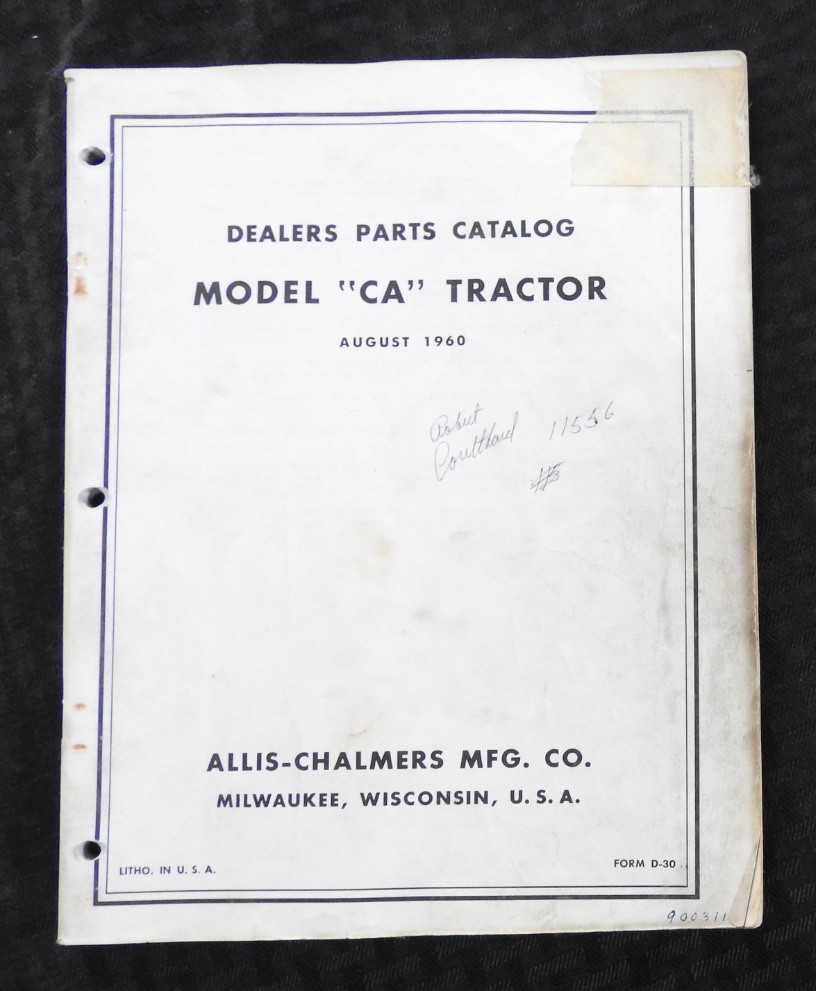 DEALERS PARTS CATALOG
MODEL "CA" TRACTOR
AUGUST 1960
Robert
11556
ALLIS-CHALMERS MFG. CO.
MILWAUKEE, WISCONSIN, U. S. A.
LITHO. IN U. S. A.
FORM D-30
900311